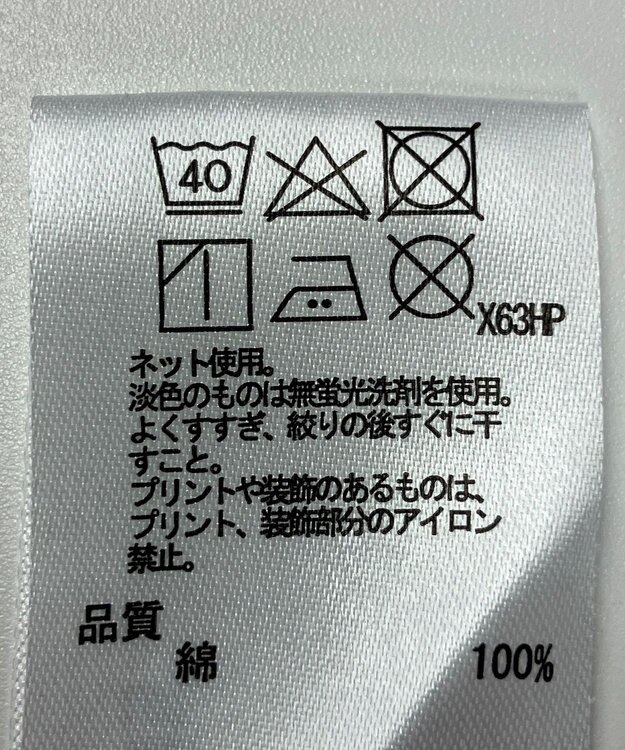 40
X63HP
ネット使用。
淡色のものは無蛍光洗剤を使用。
よくすすぎ、絞りの後すぐに干
すこと。
プリントや装飾のあるものは、
プリント、装飾部分のアイロン
禁止。
品質
綿 100%